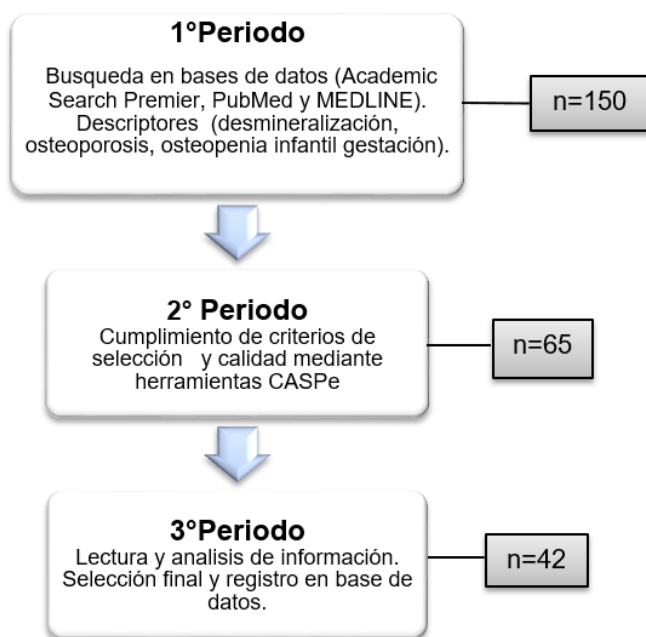 1°Periodo
Busqueda en bases de datos (Academic
Search Premier, PubMed y MEDLINE).
Descriptores (desmineralización,
osteoporosis, osteopenia infantil gestación).
n=150
2° Periodo
Cumplimiento de criterios de
selección y calidad mediante
herramientas CASPe
n=65
3°Periodo
Lectura y analisis de información.
Selección final y registro en base de
datos.
n=42